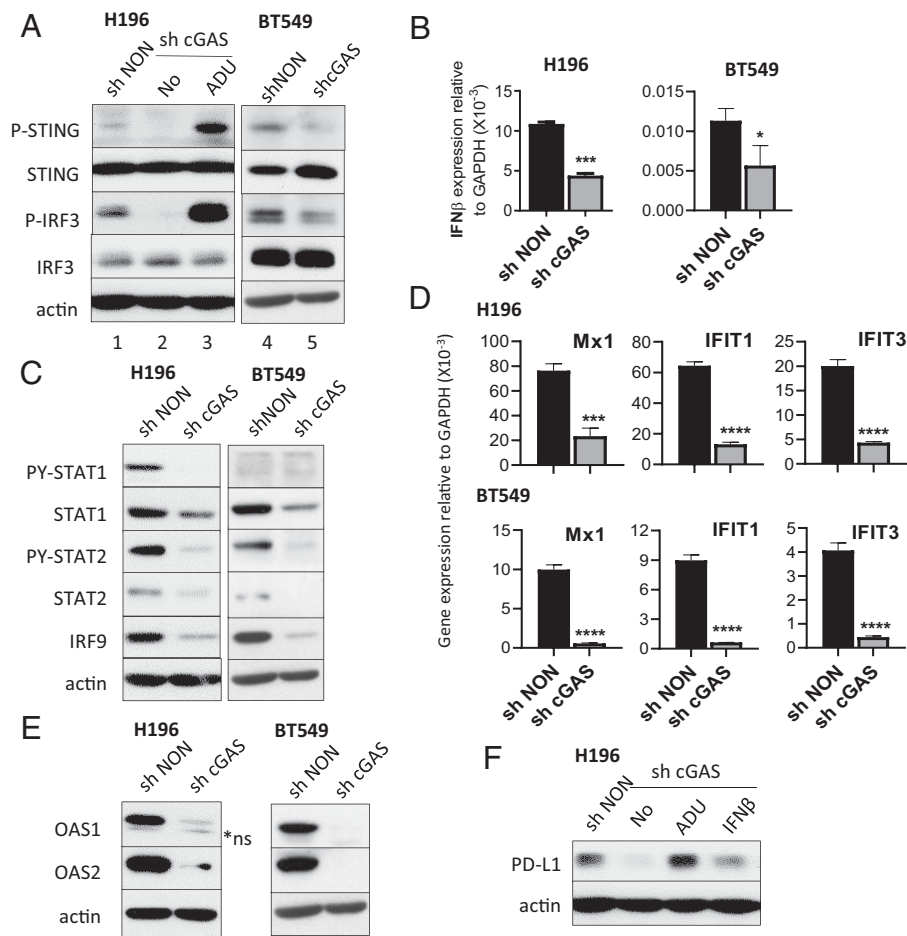 A
H196
sh cGAS
sh NON
No
ADU
BT549
shNON
shcGAS
P-STING
STING
P-IRF3
IRF3
actin
1 2 3 4 5
B
H196
BT549
IFNβ expression relative
to GAPDH (X10⁻³)
15
10
5
0
***
sh NON
sh cGAS
0.015
0.010
0.005
0.000
*
sh NON
sh cGAS
C
H196
BT549
sh NON
sh cGAS
shNON
sh cGAS
PY-STAT1
STAT1
PY-STAT2
STAT2
IRF9
actin
D
H196
Gene expression relative to GAPDH (X10⁻³)
Mx1
100
80
60
40
20
0
***
IFIT1
80
60
40
20
0
****
IFIT3
25
20
15
10
5
0
****
BT549
Mx1
15
10
5
0
****
IFIT1
12
9
6
3
0
****
IFIT3
5
4
3
2
1
0
****
sh NON
sh cGAS
sh NON
sh cGAS
sh NON
sh cGAS
E
H196
BT549
sh NON
sh cGAS
sh NON
sh cGAS
OAS1
*ns
OAS2
actin
F
H196
sh cGAS
sh NON
No
ADU
IFNβ
PD-L1
actin